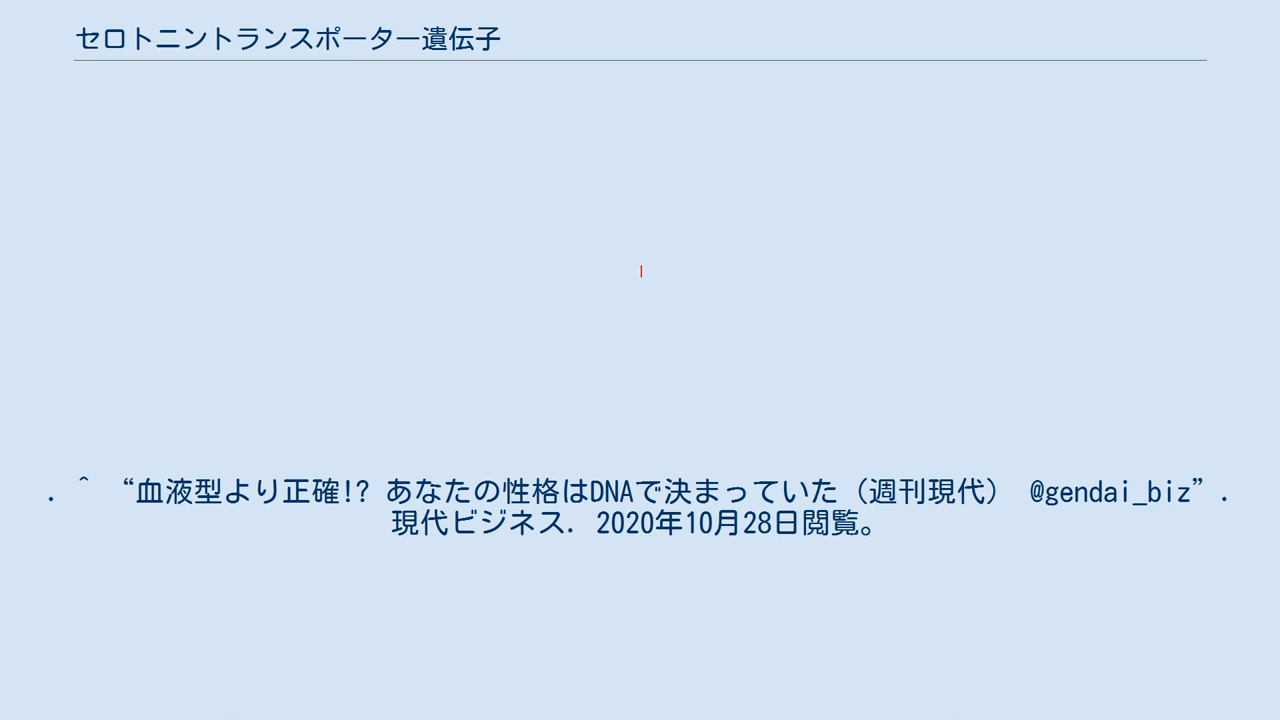 セロトニントランスポーター遺伝子
. ^ “血液型より正確!? あなたの性格はDNAで決まっていた（週刊現代） @gendai_biz”.
現代ビジネス. 2020年10月28日閲覧。